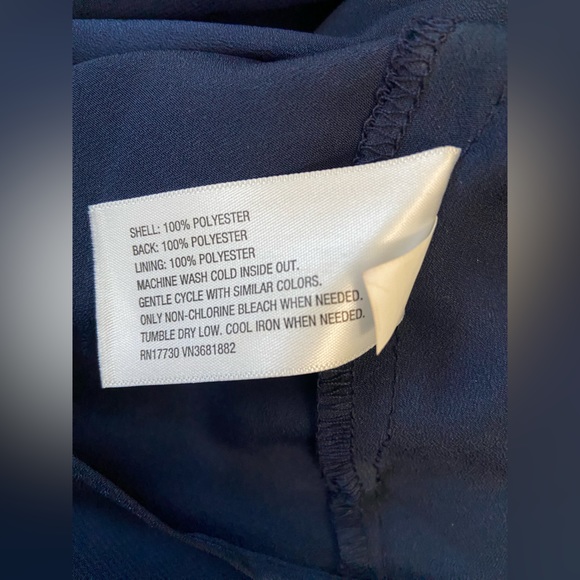 SHELL: 100% POLYESTER
BACK: 100% POLYESTER
LINING: 100% POLYESTER
MACHINE WASH COLD INSIDE OUT.
GENTLE CYCLE WITH SIMILAR COLORS.
ONLY NON-CHLORINE BLEACH WHEN NEEDED.
TUMBLE DRY LOW. COOL IRON WHEN NEEDED.
RN17730 VN3681882